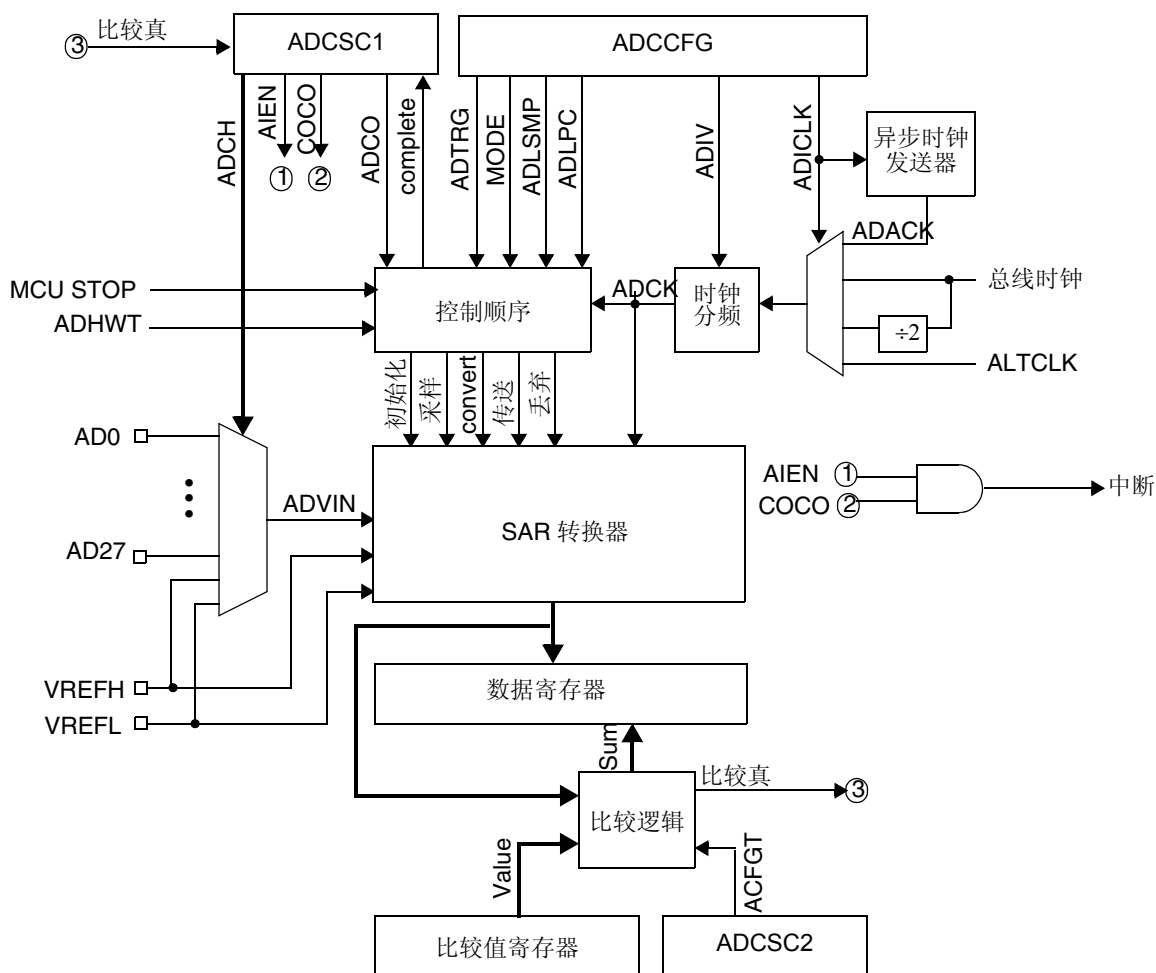 ③ 比较真
ADCSC1
ADCCFG
ADCH
AIEN
COCO
①
②
ADCO
complete
ADTRG
MODE
ADLSMP
ADLPC
ADIV
ADICLK
异步时钟
发送器
ADACK
MCU STOP
ADHWT
控制顺序
ADCK
时钟
分频
总线时钟
÷2
ALTCLK
初始化
采样
convert
传送
丢弃
AD0
AD27
ADVIN
SAR 转换器
AIEN ①
COCO ②
中断
VREFH
VREFL
数据寄存器
Sum
比较逻辑
比较真
③
Value
ACFGT
比较值寄存器
ADCSC2